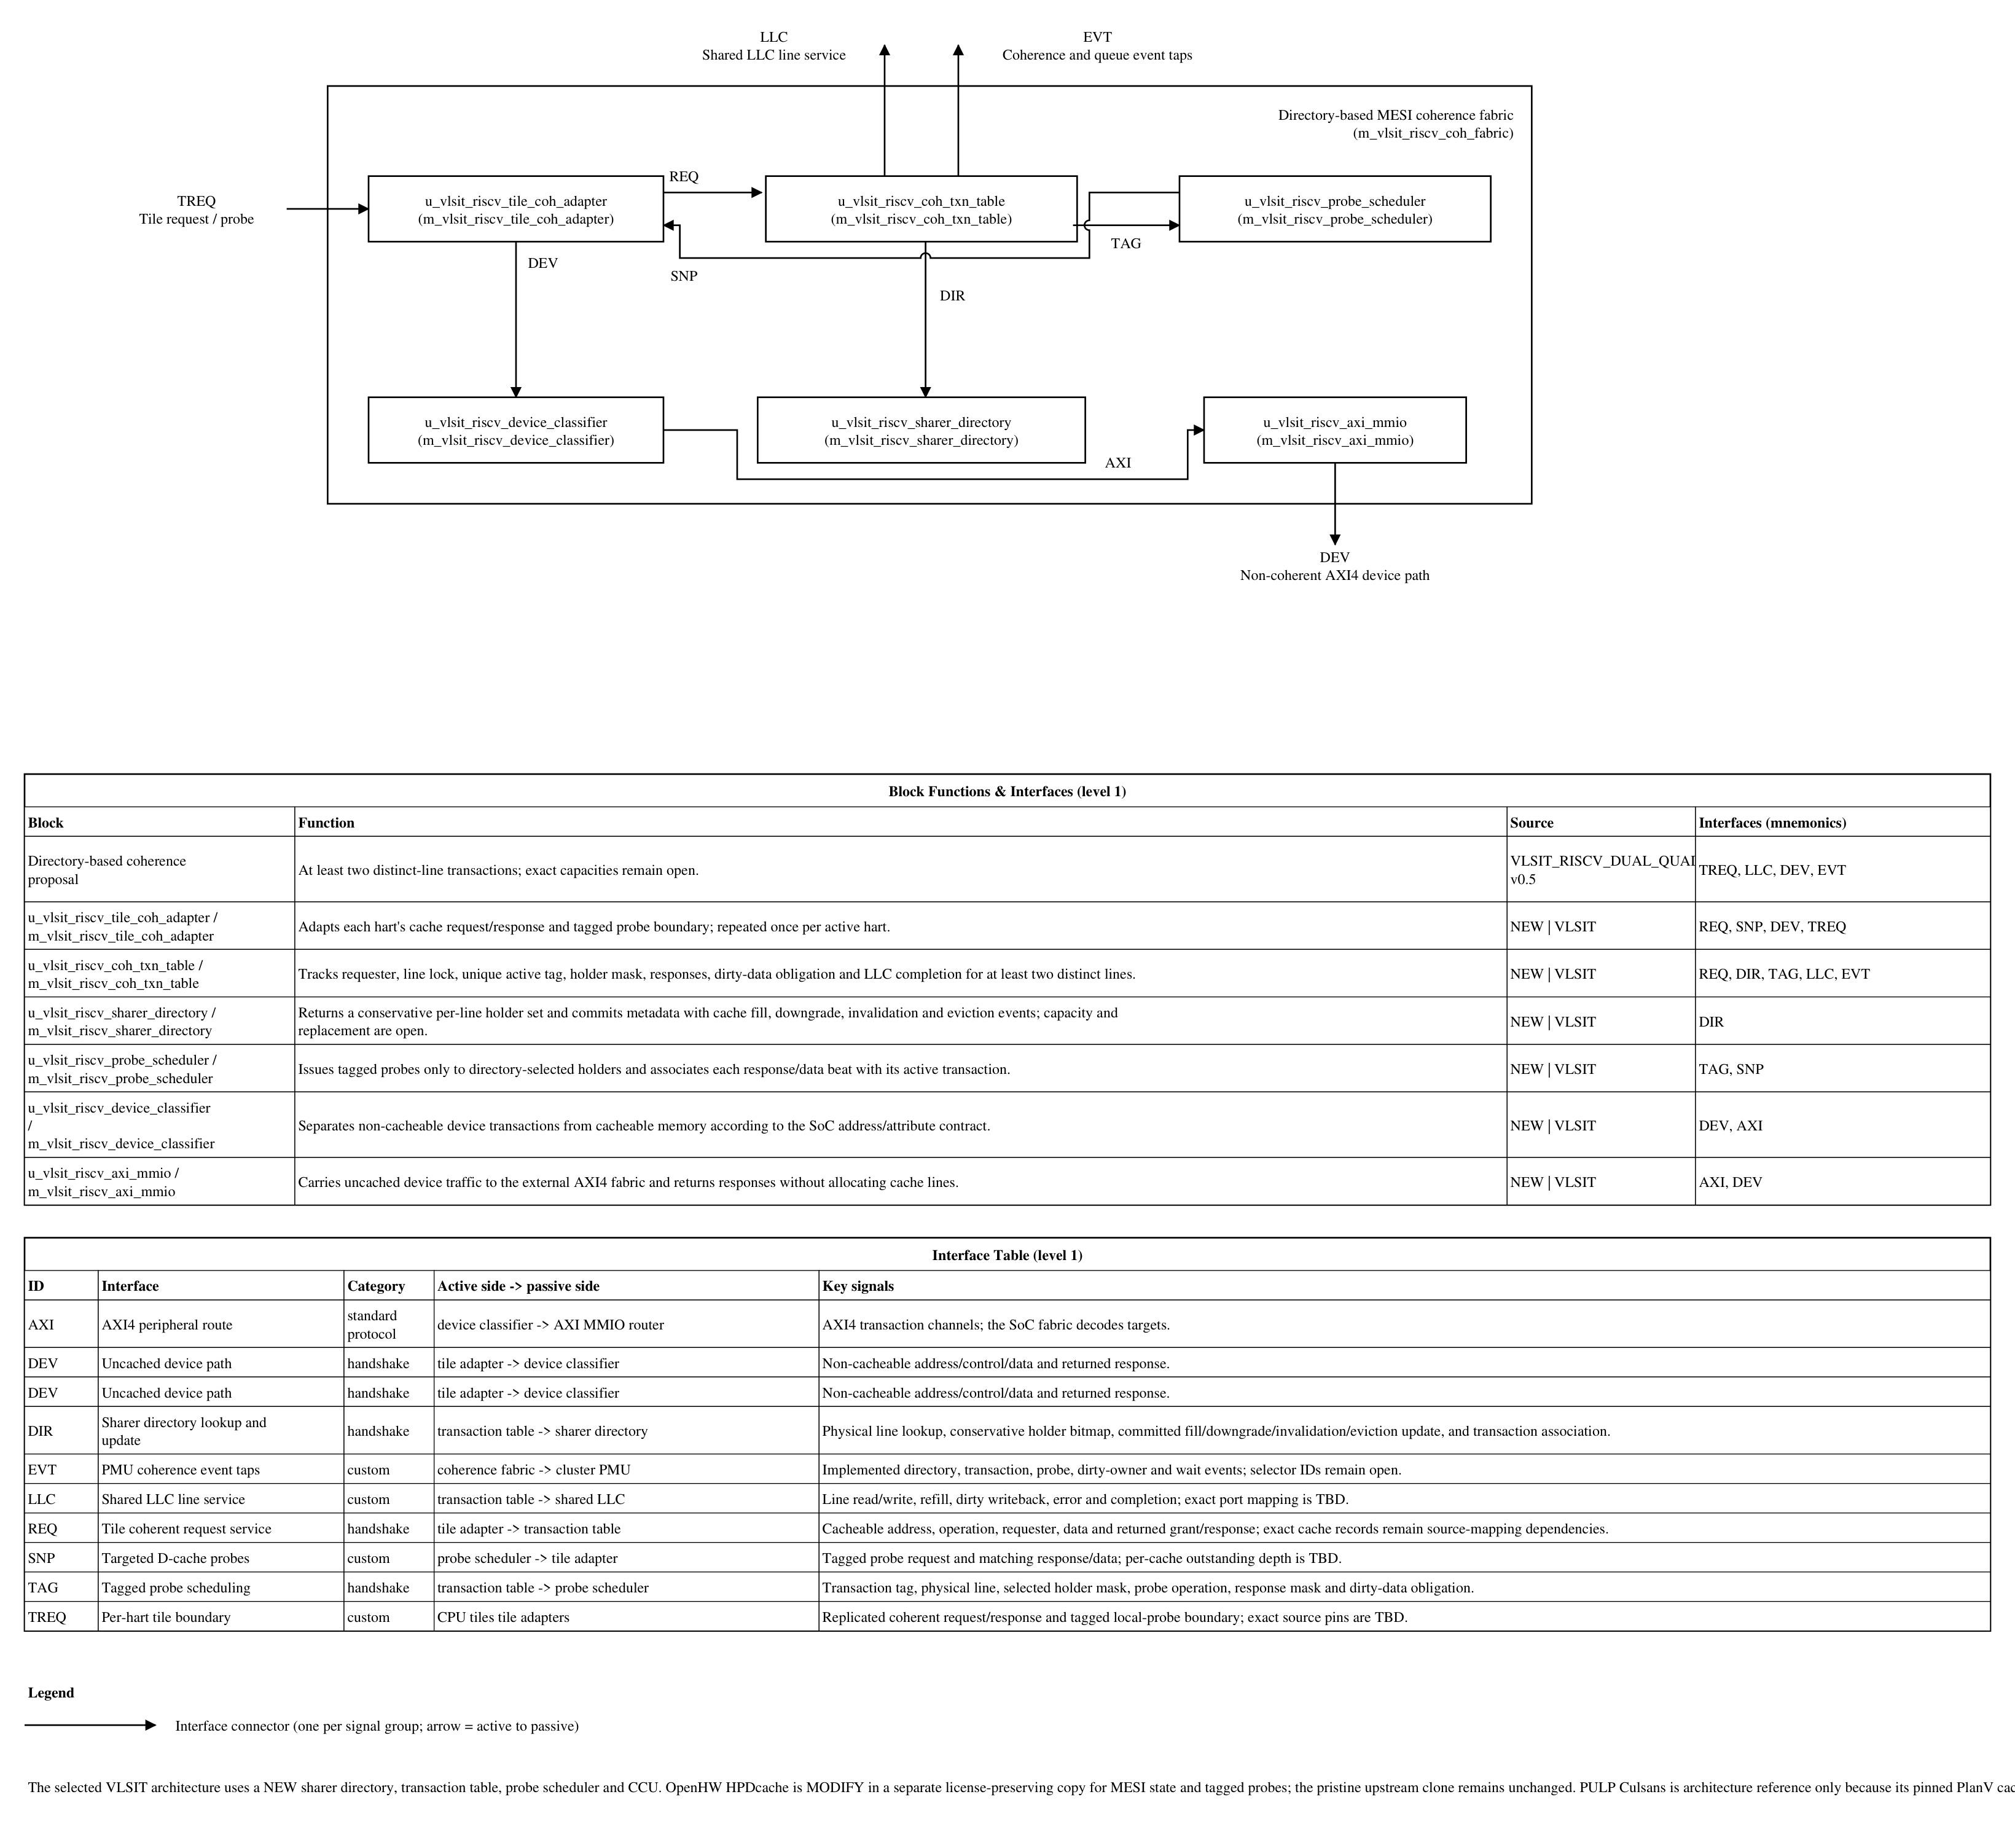 LLC
Shared LLC line service
EVT
Coherence and queue event taps
Directory-based MESI coherence fabric
(m_vlsit_riscv_coh_fabric)
TREQ
Tile request / probe
u_vlsit_riscv_tile_coh_adapter
(m_vlsit_riscv_tile_coh_adapter)
REQ
u_vlsit_riscv_coh_txn_table
(m_vlsit_riscv_coh_txn_table)
u_vlsit_riscv_probe_scheduler
(m_vlsit_riscv_probe_scheduler)
TAG
DEV
SNP
DIR
u_vlsit_riscv_device_classifier
(m_vlsit_riscv_device_classifier)
u_vlsit_riscv_sharer_directory
(m_vlsit_riscv_sharer_directory)
u_vlsit_riscv_axi_mmio
(m_vlsit_riscv_axi_mmio)
AXI
DEV
Non-coherent AXI4 device path
Block Functions & Interfaces (level 1)
Block Function Source Interfaces (mnemonics)
Directory-based coherence
proposal
At least two distinct-line transactions; exact capacities remain open.
VLSIT_RISCV_DUAL_QUAD
v0.5
TREQ, LLC, DEV, EVT
u_vlsit_riscv_tile_coh_adapter /
m_vlsit_riscv_tile_coh_adapter
Adapts each hart's cache request/response and tagged probe boundary; repeated once per active hart.
NEW | VLSIT
REQ, SNP, DEV, TREQ
u_vlsit_riscv_coh_txn_table /
m_vlsit_riscv_coh_txn_table
Tracks requester, line lock, unique active tag, holder mask, responses, dirty-data obligation and LLC completion for at least two distinct lines.
NEW | VLSIT
REQ, DIR, TAG, LLC, EVT
u_vlsit_riscv_sharer_directory /
m_vlsit_riscv_sharer_directory
Returns a conservative per-line holder set and commits metadata with cache fill, downgrade, invalidation and eviction events; capacity and
replacement are open.
NEW | VLSIT
DIR
u_vlsit_riscv_probe_scheduler /
m_vlsit_riscv_probe_scheduler
Issues tagged probes only to directory-selected holders and associates each response/data beat with its active transaction.
NEW | VLSIT
TAG, SNP
u_vlsit_riscv_device_classifier
/
m_vlsit_riscv_device_classifier
Separates non-cacheable device transactions from cacheable memory according to the SoC address/attribute contract.
NEW | VLSIT
DEV, AXI
u_vlsit_riscv_axi_mmio /
m_vlsit_riscv_axi_mmio
Carries uncached device traffic to the external AXI4 fabric and returns responses without allocating cache lines.
NEW | VLSIT
AXI, DEV
Interface Table (level 1)
ID Interface Category Active side -> passive side Key signals
AXI AXI4 peripheral route standard protocol device classifier -> AXI MMIO router AXI4 transaction channels; the SoC fabric decodes targets.
DEV Uncached device path handshake tile adapter -> device classifier Non-cacheable address/control/data and returned response.
DEV Uncached device path handshake tile adapter -> device classifier Non-cacheable address/control/data and returned response.
DIR Sharer directory lookup and update handshake transaction table -> sharer directory Physical line lookup, conservative holder bitmap, committed fill/downgrade/invalidation/eviction update, and transaction association.
EVT PMU coherence event taps custom coherence fabric -> cluster PMU Implemented directory, transaction, probe, dirty-owner and wait events; selector IDs remain open.
LLC Shared LLC line service custom transaction table -> shared LLC Line read/write, refill, dirty writeback, error and completion; exact port mapping is TBD.
REQ Tile coherent request service handshake tile adapter -> transaction table Cacheable address, operation, requester, data and returned grant/response; exact cache records remain source-mapping dependencies.
SNP Targeted D-cache probes custom probe scheduler -> tile adapter Tagged probe request and matching response/data; per-cache outstanding depth is TBD.
TAG Tagged probe scheduling handshake transaction table -> probe scheduler Transaction tag, physical line, selected holder mask, probe operation, response mask and dirty-data obligation.
TREQ Per-hart tile boundary custom CPU tiles tile adapters Replicated coherent request/response and tagged local-probe boundary; exact source pins are TBD.
Legend
Interface connector (one per signal group; arrow = active to passive)
The selected VLSIT architecture uses a NEW sharer directory, transaction table, probe scheduler and CCU. OpenHW HPDcache is MODIFY in a separate license-preserving copy for MESI state and tagged probes; the pristine upstream clone remains unchanged. PULP Culsans is architecture reference only because its pinned PlanV